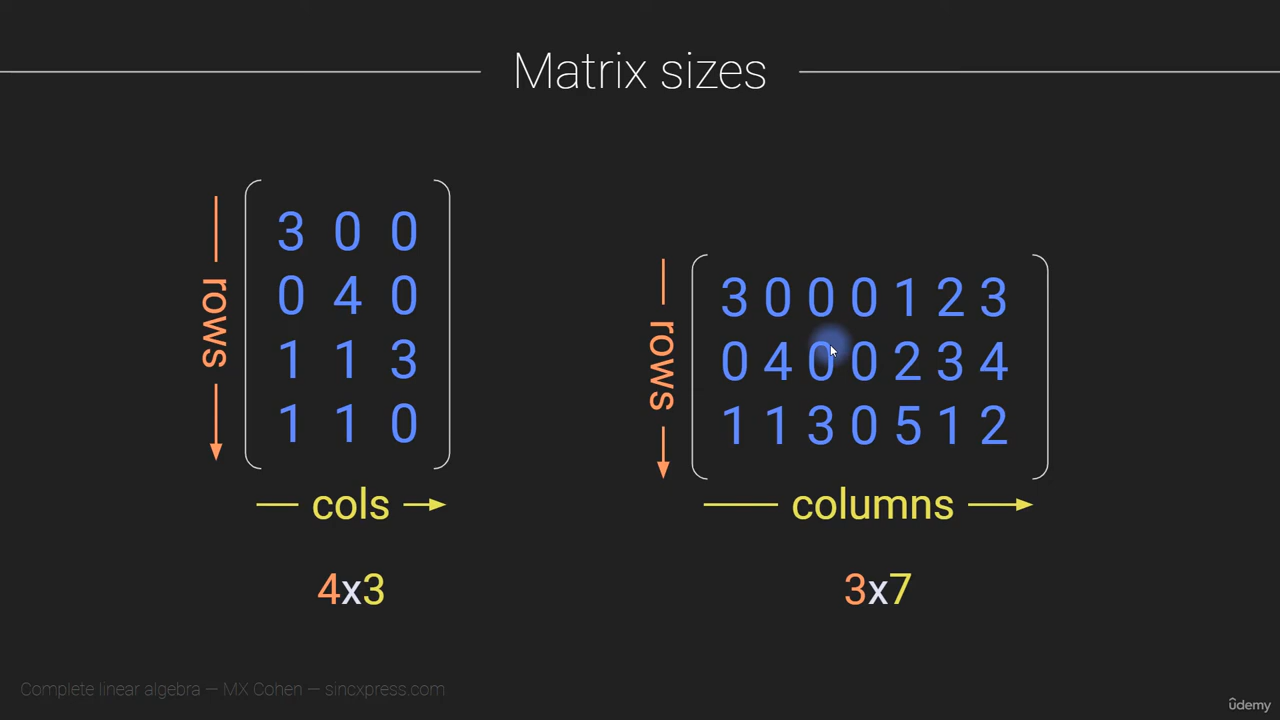 Matrix sizes
rows
3 0 0
0 4 0
1 1 3
1 1 0
cols
4x3
rows
3 0 0 0 1 2 3
0 4 0 0 2 3 4
1 1 3 0 5 1 2
columns
3x7
Complete linear algebra — MX Cohen — sincxpress.com
ûdemy